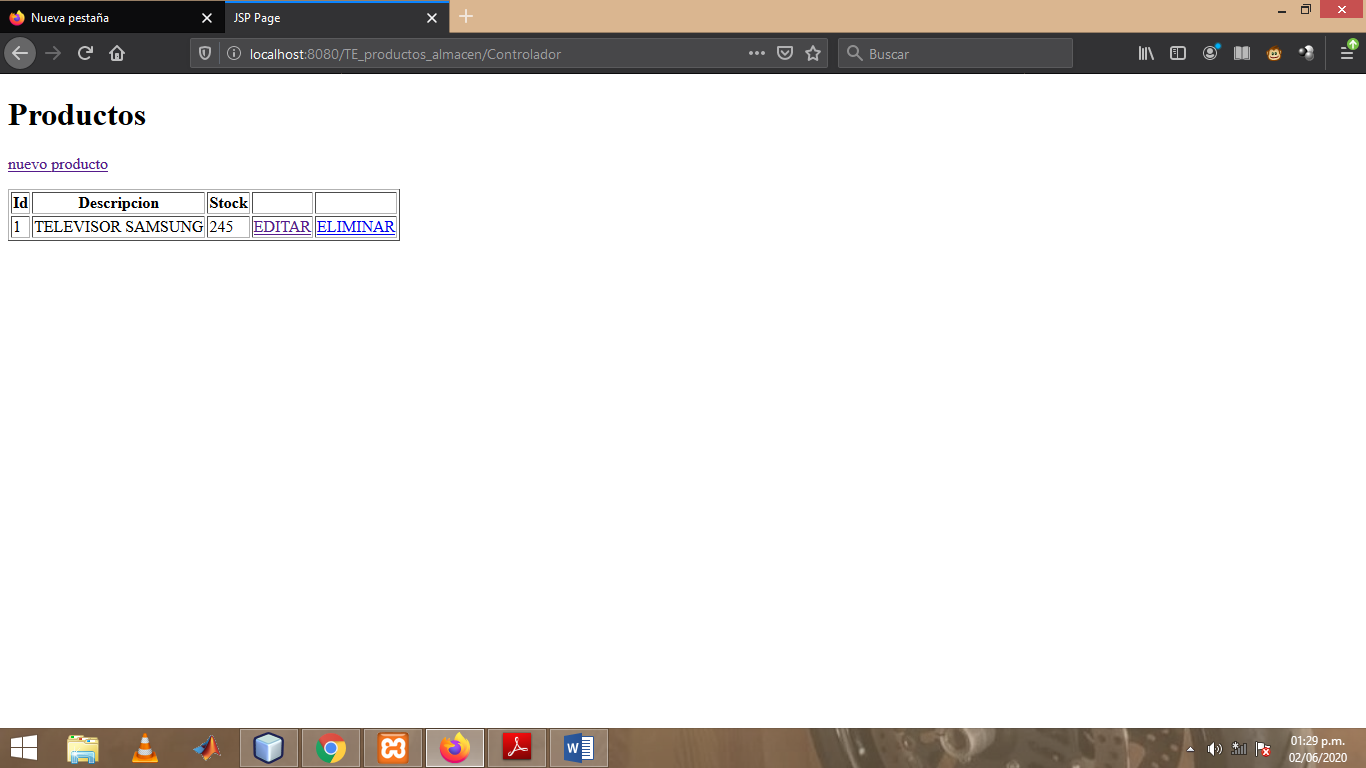 Nueva pestaña
JSP Page
localhost:8080/TE_productos_almacen/Controlador
Buscar
Productos
nuevo producto
Id Descripcion Stock
1 TELEVISOR SAMSUNG 245 EDITAR ELIMINAR
01:29 p.m.
02/06/2020